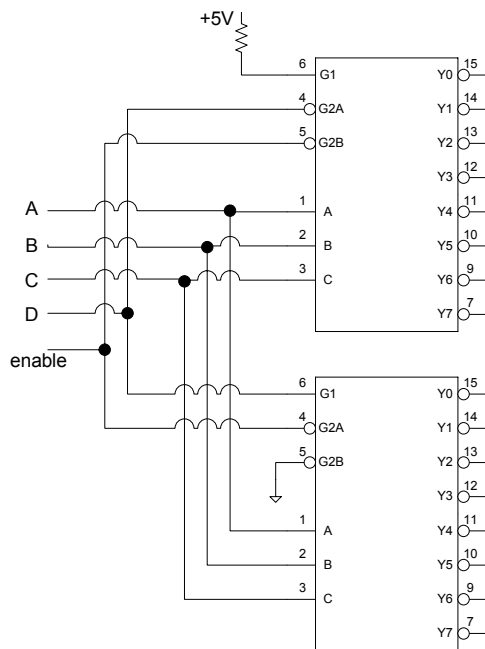 +5V
6 G1 Y0 15
4 G2A Y1 14
5 G2B Y2 13
Y3 12
A 1 A Y4 11
B 2 B Y5 10
C 3 C Y6 9
D Y7 7
enable
6 G1 Y0 15
4 G2A Y1 14
5 G2B Y2 13
Y3 12
1 A Y4 11
2 B Y5 10
3 C Y6 9
Y7 7